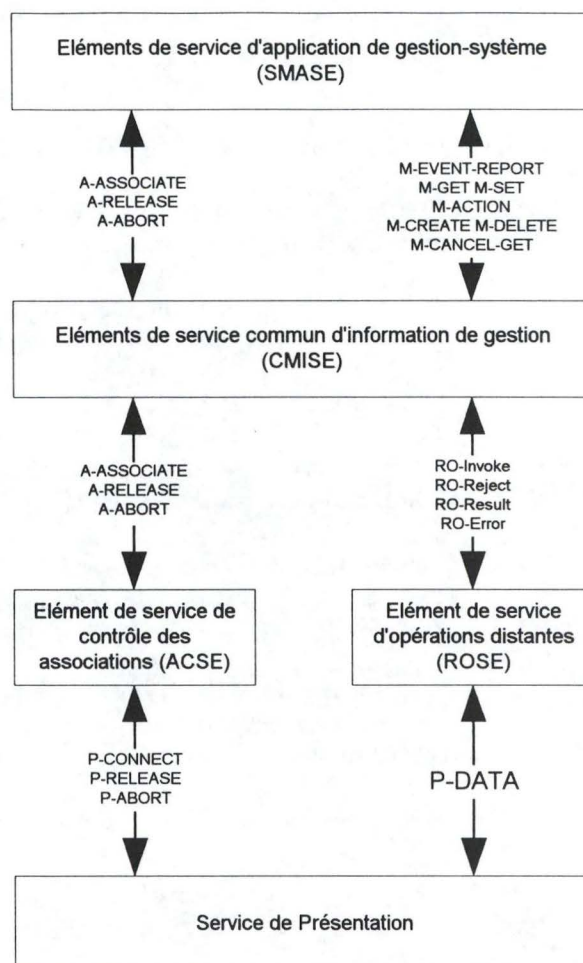 Eléments de service d'application de gestion-système
(SMASE)
A-ASSOCIATE
A-RELEASE
A-ABORT
M-EVENT-REPORT
M-GET M-SET
M-ACTION
M-CREATE M-DELETE
M-CANCEL-GET
Eléments de service commun d'information de gestion
(CMISE)
A-ASSOCIATE
A-RELEASE
A-ABORT
RO-Invoke
RO-Reject
RO-Result
RO-Error
Elément de service de
contrôle des
associations (ACSE)
Elément de service
d'opérations distantes
(ROSE)
P-CONNECT
P-RELEASE
P-ABORT
P-DATA
Service de Présentation